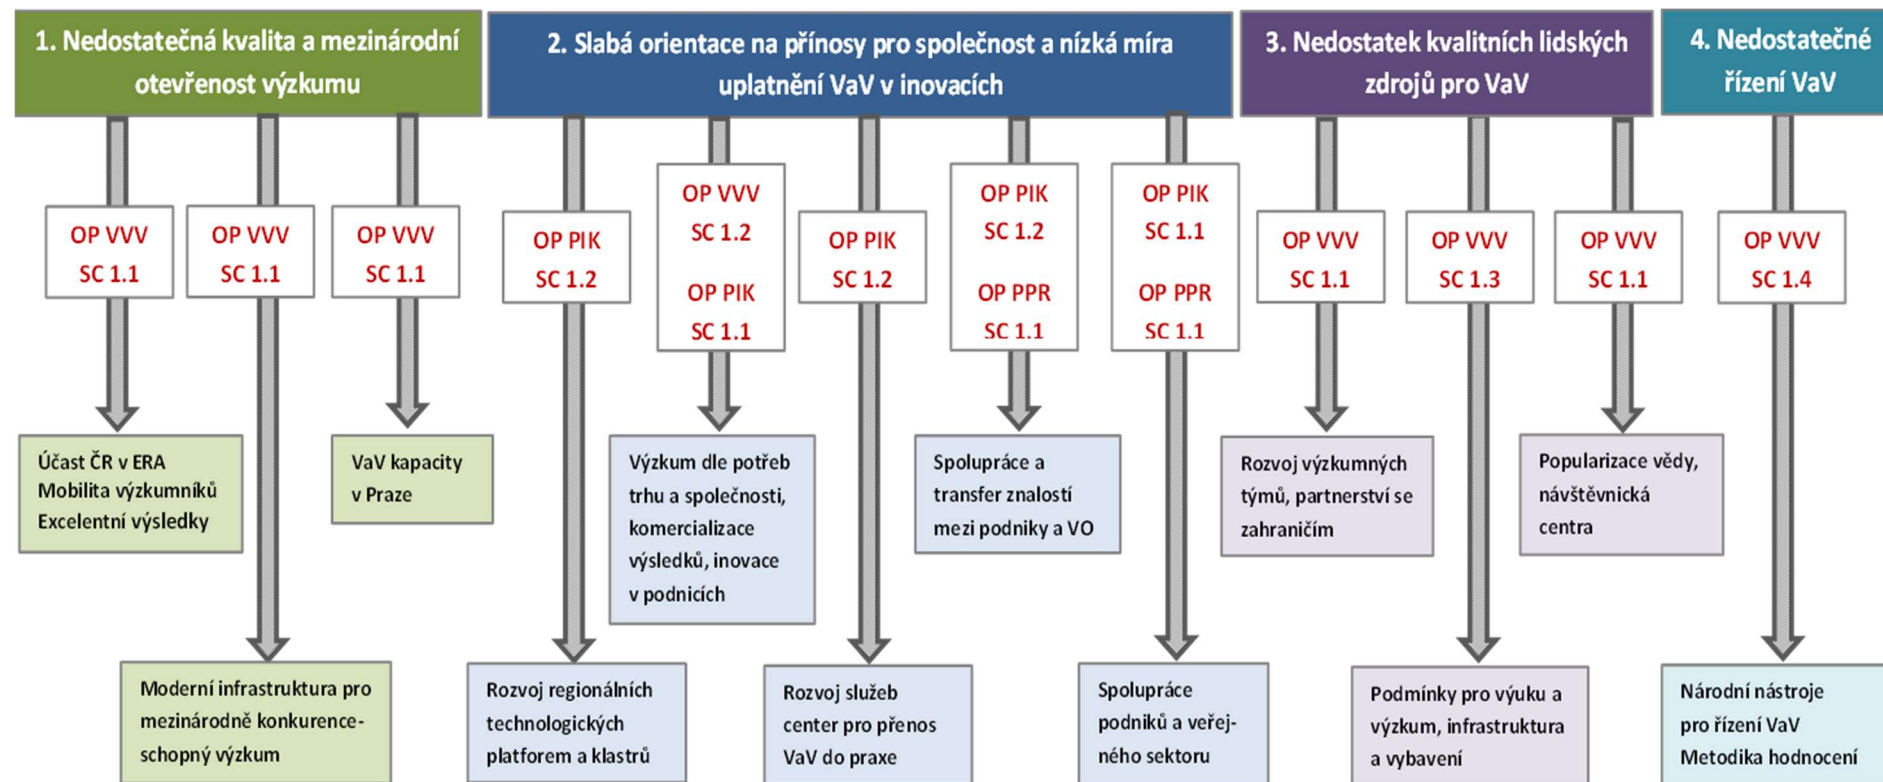 1. Nedostatečná kvalita a mezinárodní
otevřenost výzkumu
2. Slabá orientace na přínosy pro společnost a nízká míra
uplatnění VaV v inovacích
3. Nedostatek kvalitních lidských
zdrojů pro VaV
4. Nedostatečné
řízení VaV
OP VVV
SC 1.1
OP VVV
SC 1.1
OP VVV
SC 1.1
OP PIK
SC 1.2
OP VVV
SC 1.2
OP PIK
SC 1.1
OP PIK
SC 1.2
OP PIK
SC 1.2
OP PPR
SC 1.1
OP PIK
SC 1.1
OP PPR
SC 1.1
OP VVV
SC 1.1
OP VVV
SC 1.3
OP VVV
SC 1.1
OP VVV
SC 1.4
Účast ČR v ERA
Mobilita výzkumníků
Excelentní výsledky
VaV kapacity
v Praze
Výzkum dle potřeb
trhu a společnosti,
komercializace
výsledků, inovace
v podnicích
Spolupráce a
transfer znalostí
mezi podniky a VO
Rozvoj výzkumných
týmů, partnerství se
zahraničím
Popularizace vědy,
návštěvnická
centra
Moderní infrastruktura pro
mezinárodně konkurence-
schopný výzkum
Rozvoj regionálních
technologických
platforem a klastrů
Rozvoj služeb
center pro přenos
VaV do praxe
Spolupráce
podniků a veřej-
ného sektoru
Podmínky pro výuku a
výzkum, infrastruktura
a vybavení
Národní nástroje
pro řízení VaV
Metodika hodnocení